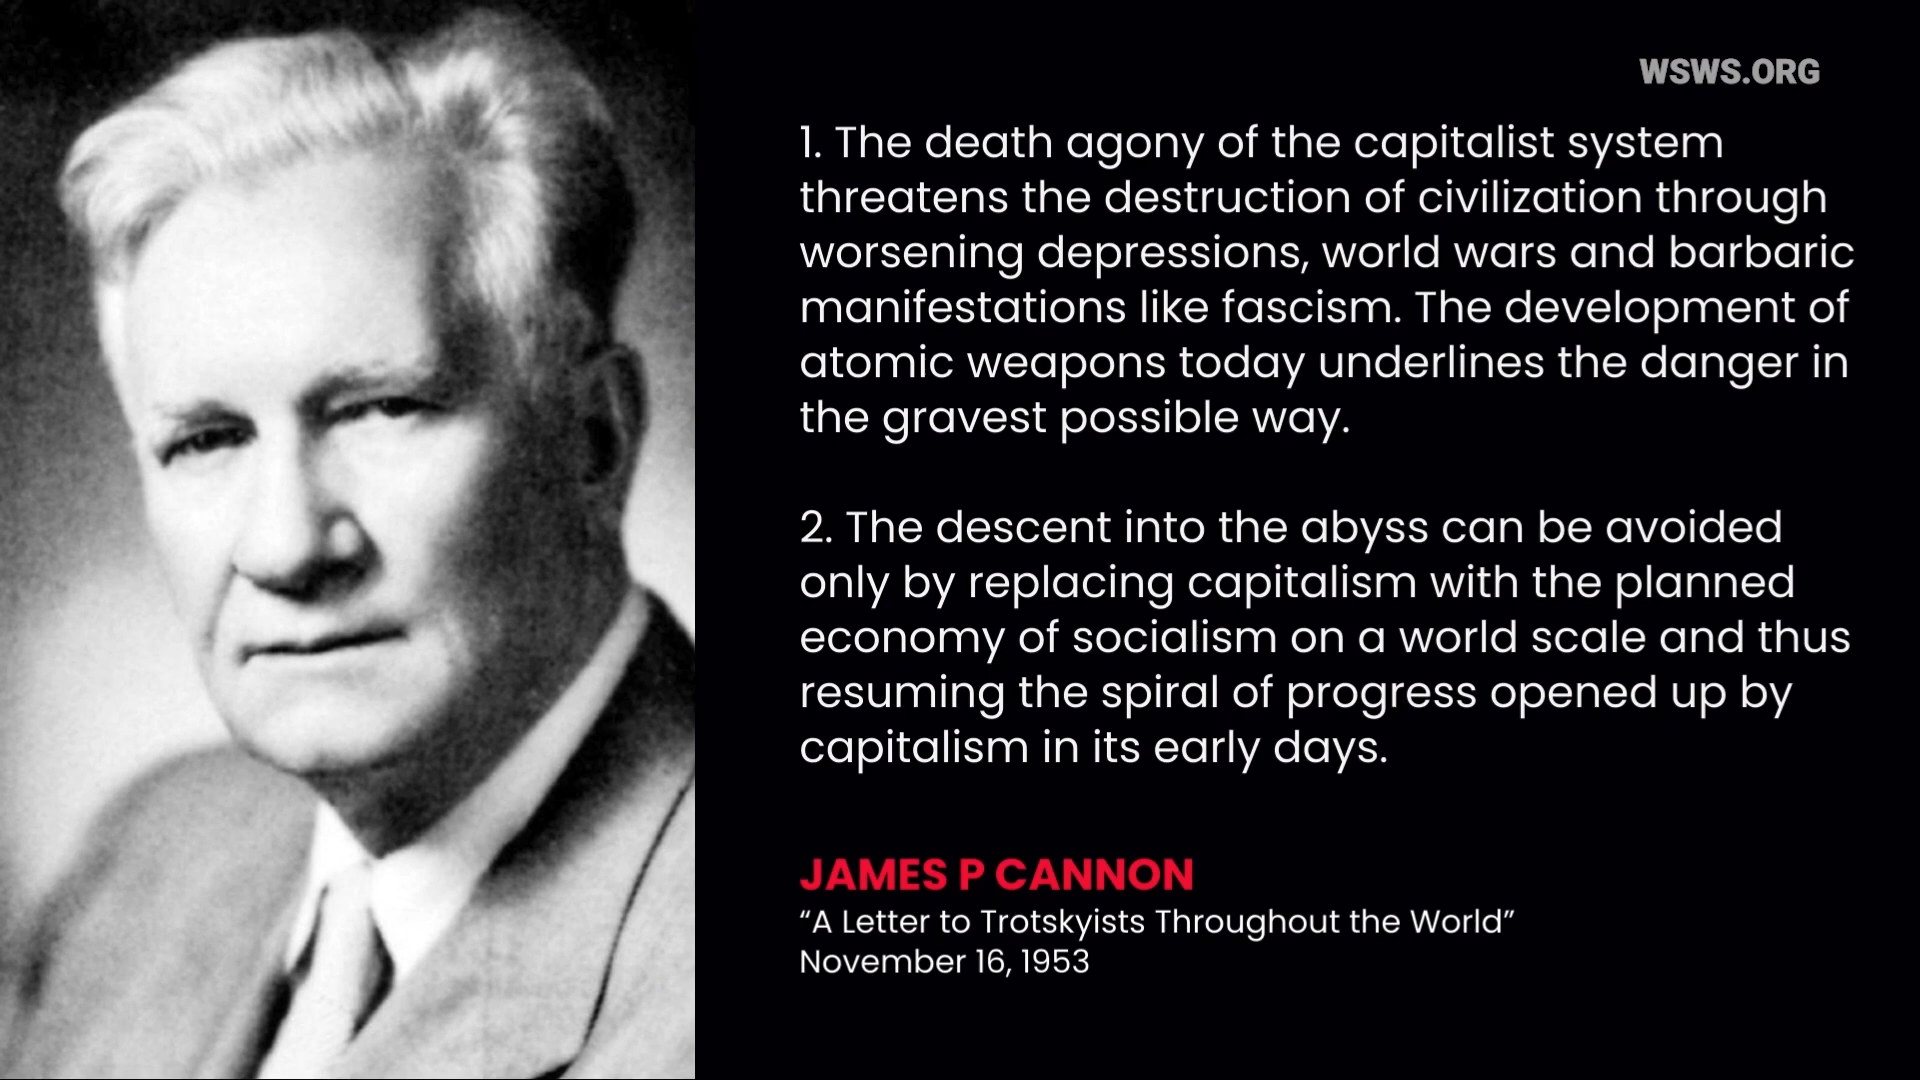 WSWS.ORG
1. The death agony of the capitalist system
threatens the destruction of civilization through
worsening depressions, world wars and barbaric
manifestations like fascism. The development of
atomic weapons today underlines the danger in
the gravest possible way.
2. The descent into the abyss can be avoided
only by replacing capitalism with the planned
economy of socialism on a world scale and thus
resuming the spiral of progress opened up by
capitalism in its early days.
JAMES P CANNON
“A Letter to Trotskyists Throughout the World”
November 16, 1953